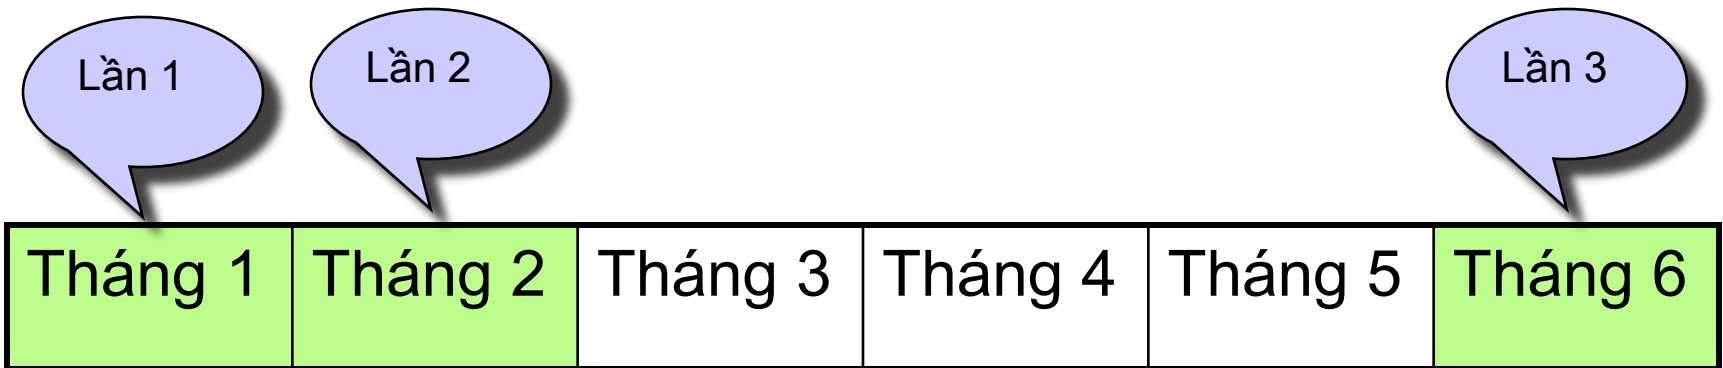 Lần 1
Lần 2
Lần 3
Tháng 1 Tháng 2 Tháng 3 Tháng 4 Tháng 5 Tháng 6